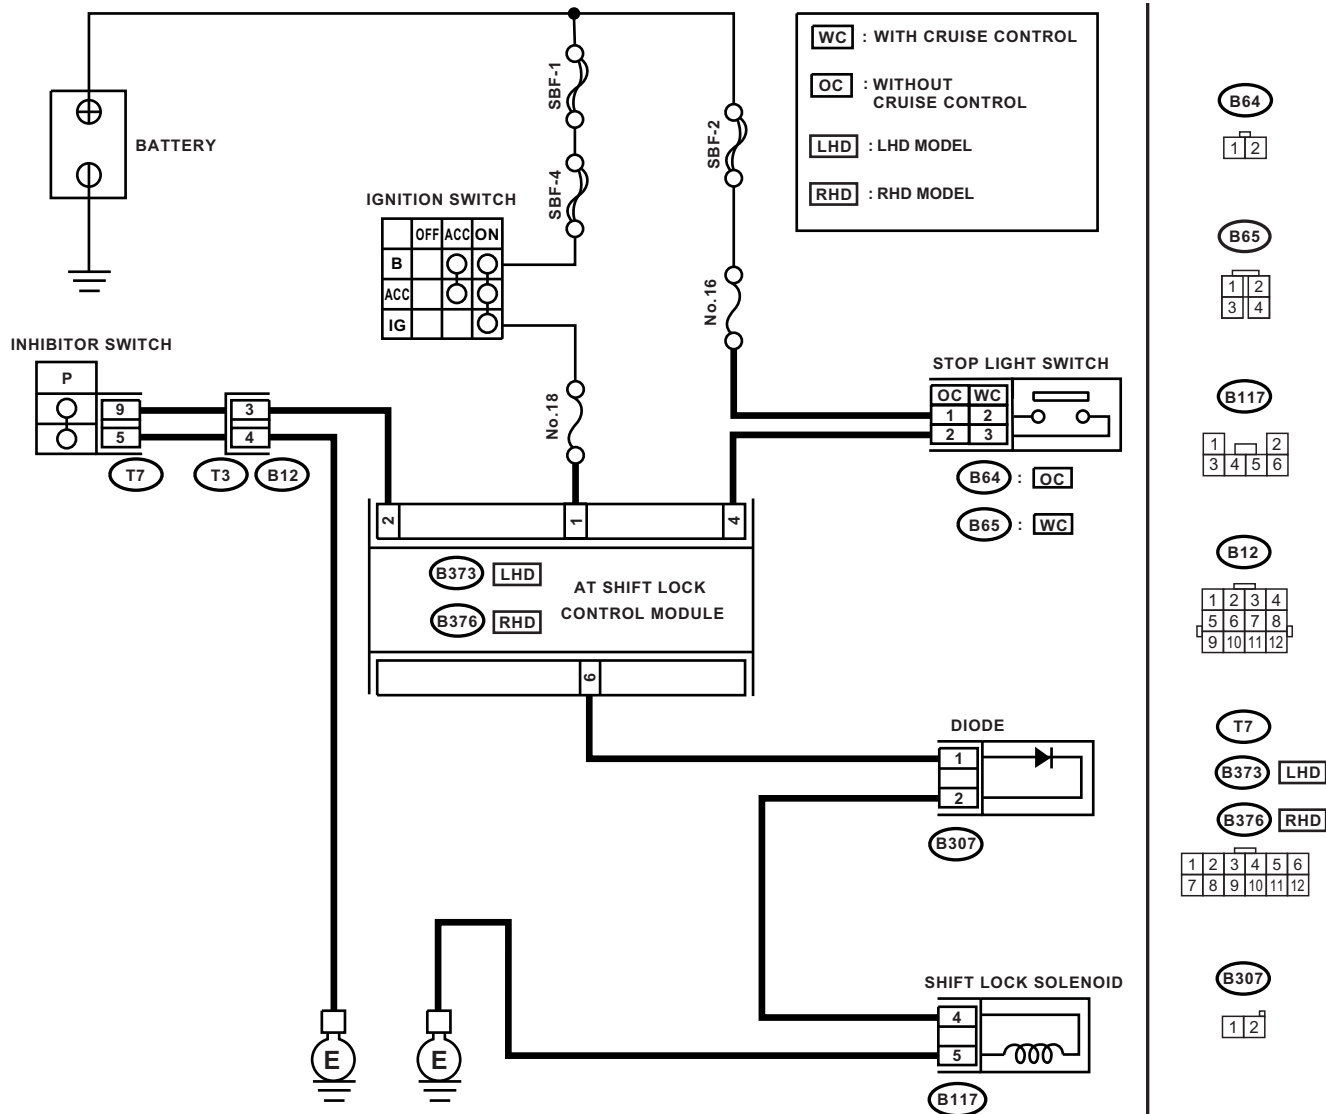 WC : WITH CRUISE CONTROL
OC : WITHOUT
CRUISE CONTROL
LHD : LHD MODEL
RHD : RHD MODEL
BATTERY
SBF-1
SBF-4
SBF-2
No.16
IGNITION SWITCH
OFF ACC ON
B
ACC
IG
No.18
INHIBITOR SWITCH
P
9
5
3
4
T7
T3 B12
STOP LIGHT SWITCH
OC WC
1 2
2 3
B64 : OC
B65 : WC
2 1 4
B373 LHD
B376 RHD
AT SHIFT LOCK
CONTROL MODULE
6
DIODE
1
2
B307
SHIFT LOCK SOLENOID
4
5
B117
E E
B64
1 2
B65
1 2
3 4
B117
1 2
3 4 5 6
B12
1 2 3 4
5 6 7 8
9 10 11 12
T7
B373 LHD
B376 RHD
1 2 3 4 5 6
7 8 9 10 11 12
B307
1 2